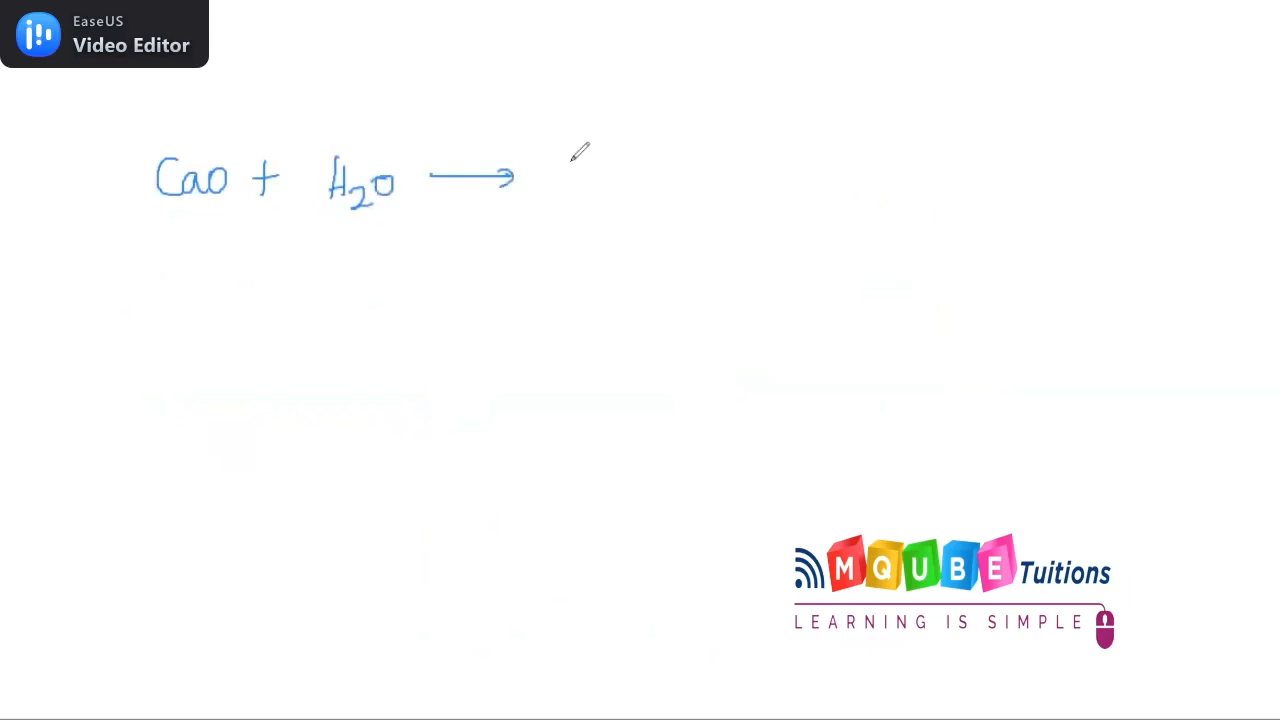 EaseUS
Video Editor
Cao + H2O →
MQUBE Tuitions
LEARNING IS SIMPLE